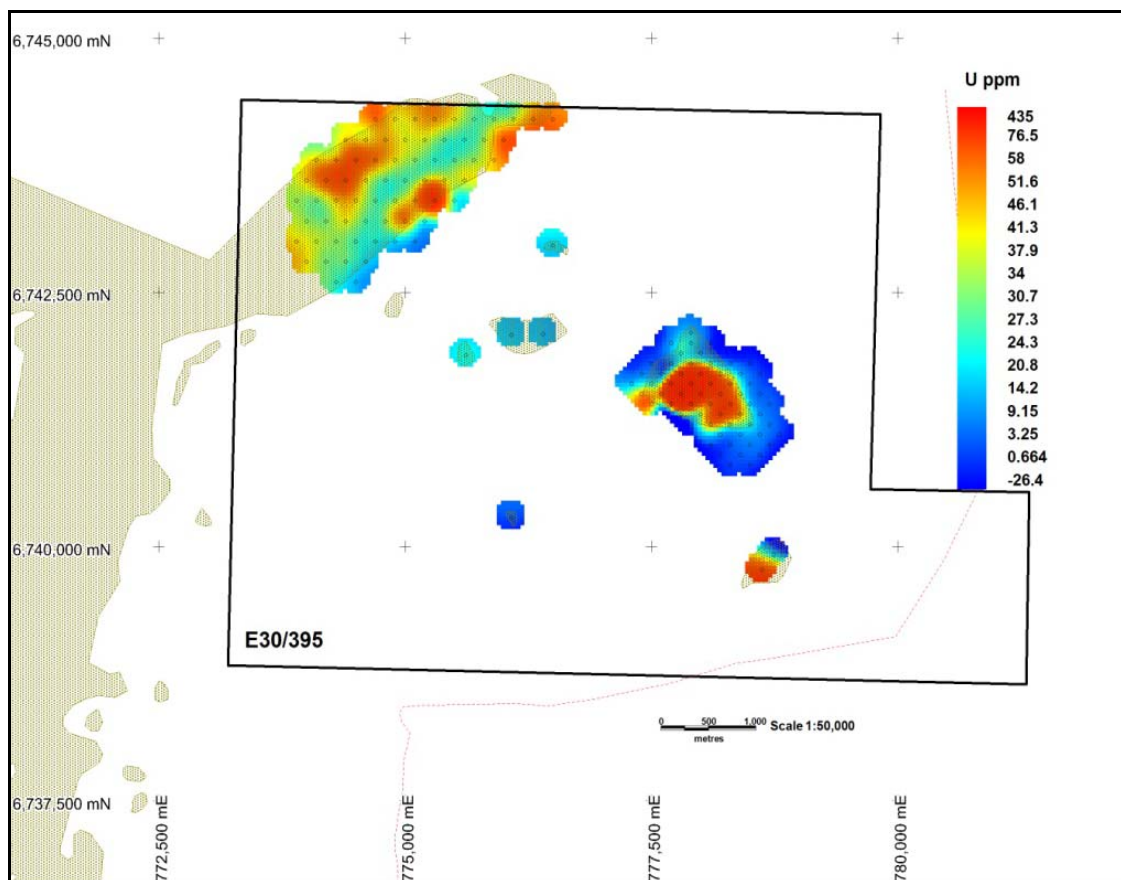 6,745,000 mN
U ppm
435
76.5
58
51.6
46.1
41.3
37.9
34
30.7
27.3
24.3
20.8
14.2
9.15
3.25
0.664
-26.4
6,742,500 mN
6,740,000 mN
E30/395
0 500 1,000
metres
Scale 1:50,000
6,737,500 mN
772,500 mE
775,000 mE
777,500 mE
780,000 mE